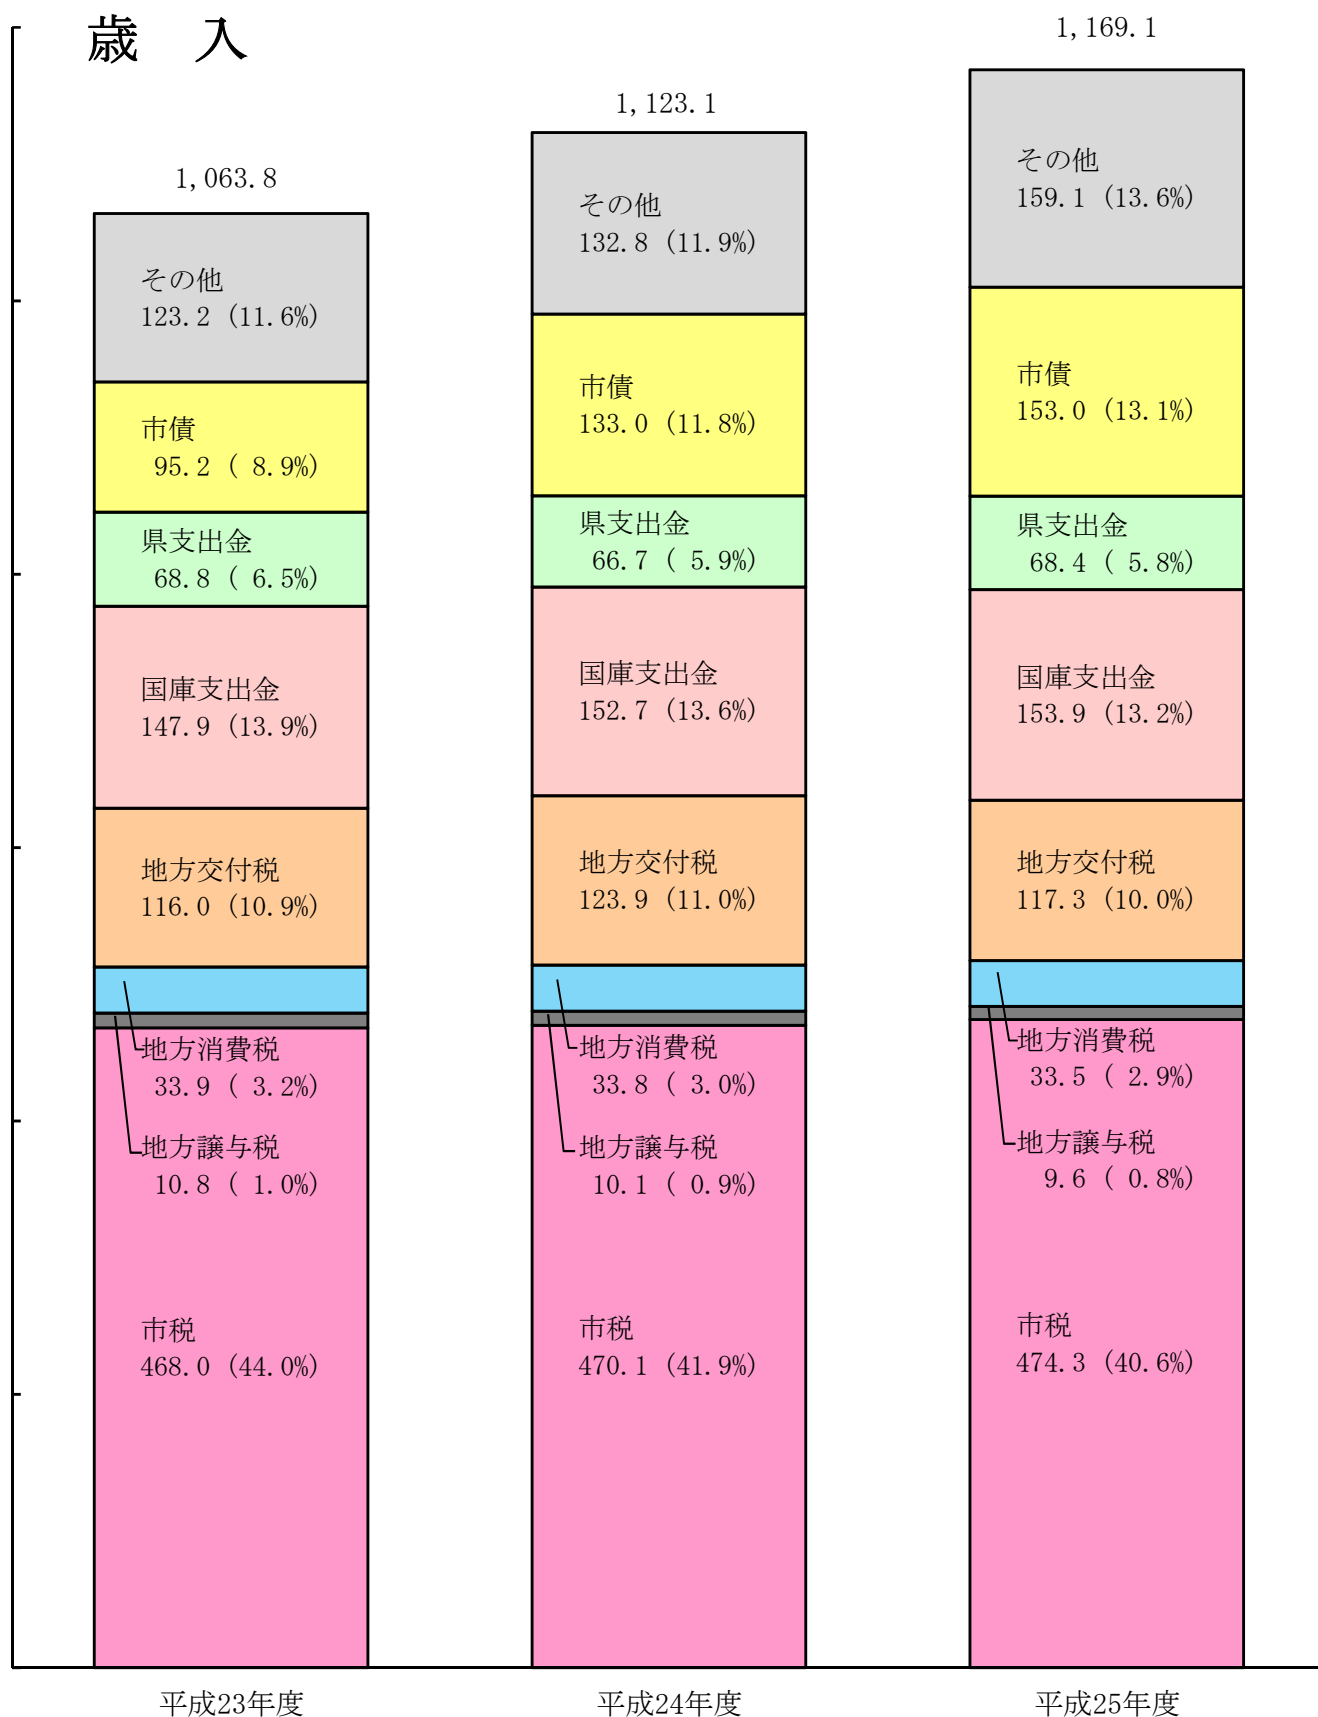 歳　入
1,063.8
その他
123.2 (11.6%)
市債
95.2 ( 8.9%)
県支出金
68.8 ( 6.5%)
国庫支出金
147.9 (13.9%)
地方交付税
116.0 (10.9%)
地方消費税
33.9 ( 3.2%)
地方譲与税
10.8 ( 1.0%)
市税
468.0 (44.0%)
平成23年度
1,123.1
その他
132.8 (11.9%)
市債
133.0 (11.8%)
県支出金
66.7 ( 5.9%)
国庫支出金
152.7 (13.6%)
地方交付税
123.9 (11.0%)
地方消費税
33.8 ( 3.0%)
地方譲与税
10.1 ( 0.9%)
市税
470.1 (41.9%)
平成24年度
1,169.1
その他
159.1 (13.6%)
市債
153.0 (13.1%)
県支出金
68.4 ( 5.8%)
国庫支出金
153.9 (13.2%)
地方交付税
117.3 (10.0%)
地方消費税
33.5 ( 2.9%)
地方譲与税
9.6 ( 0.8%)
市税
474.3 (40.6%)
平成25年度